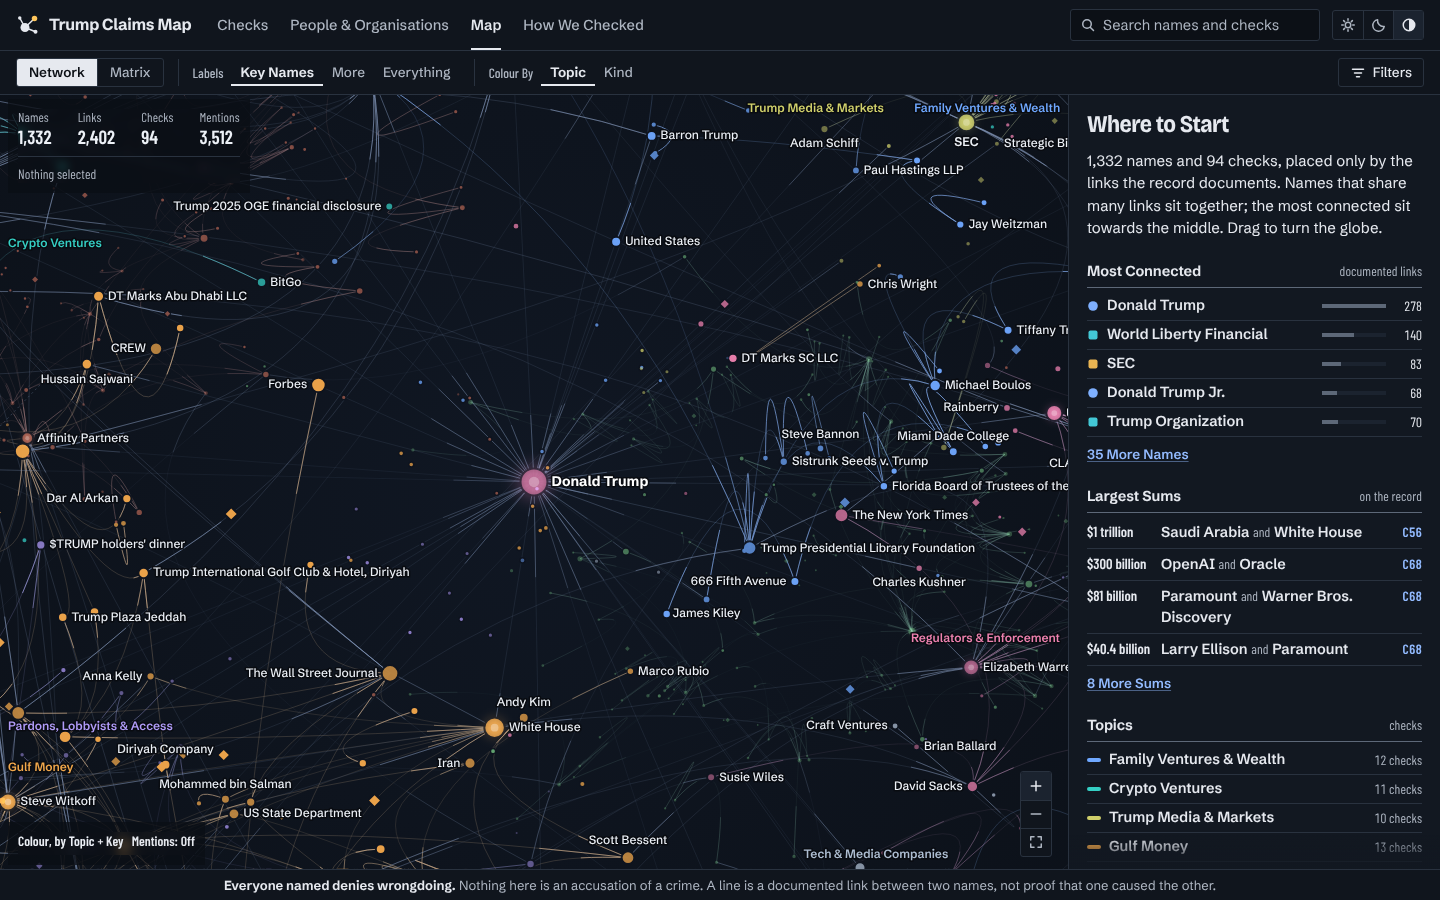 Trump Claims Map
Checks
People & Organisations
Map
How We Checked
Search names and checks
Network
Matrix
Labels
Key Names
More
Everything
Colour By
Topic
Kind
Filters
Names
Links
Checks
Mentions
1,332
2,402
94
3,512
Nothing selected
Trump Media & Markets
Family Ventures & Wealth
Barron Trump
Adam Schiff
SEC
Strategic Bi
Paul Hastings LLP
Trump 2025 OGE financial disclosure
Jay Weitzman
Crypto Ventures
United States
BitGo
Chris Wright
DT Marks Abu Dhabi LLC
Tiffany Tr
CREW
DT Marks SC LLC
Hussain Sajwani
Forbes
Michael Boulos
Rainberry
Affinity Partners
Steve Bannon
Miami Dade College
Sistrunk Seeds v. Trump
CLA
Donald Trump
Florida Board of Trustees of the
Dar Al Arkan
The New York Times
$TRUMP holders' dinner
Trump Presidential Library Foundation
Trump International Golf Club & Hotel, Diriyah
666 Fifth Avenue
Charles Kushner
Trump Plaza Jeddah
James Kiley
Regulators & Enforcement
Anna Kelly
The Wall Street Journal
Marco Rubio
Elizabeth Warre
Andy Kim
Pardons, Lobbyists & Access
White House
Craft Ventures
Diriyah Company
Brian Ballard
Gulf Money
Iran
Mohammed bin Salman
Susie Wiles
David Sacks
Steve Witkoff
US State Department
Colour, by Topic + Key
Mentions: Off
Scott Bessent
Tech & Media Companies
Where to Start
1,332 names and 94 checks, placed only by the
links the record documents. Names that share
many links sit together; the most connected sit
towards the middle. Drag to turn the globe.
Most Connected
documented links
Donald Trump
278
World Liberty Financial
140
SEC
83
Donald Trump Jr.
68
Trump Organization
70
35 More Names
Largest Sums
on the record
$1 trillion
Saudi Arabia and White House
C56
$300 billion
OpenAI and Oracle
C68
$81 billion
Paramount and Warner Bros.
Discovery
C68
$40.4 billion
Larry Ellison and Paramount
C68
8 More Sums
Topics
checks
Family Ventures & Wealth
12 checks
Crypto Ventures
11 checks
Trump Media & Markets
10 checks
Gulf Money
13 checks
Everyone named denies wrongdoing. Nothing here is an accusation of a crime. A line is a documented link between two names, not proof that one caused the other.